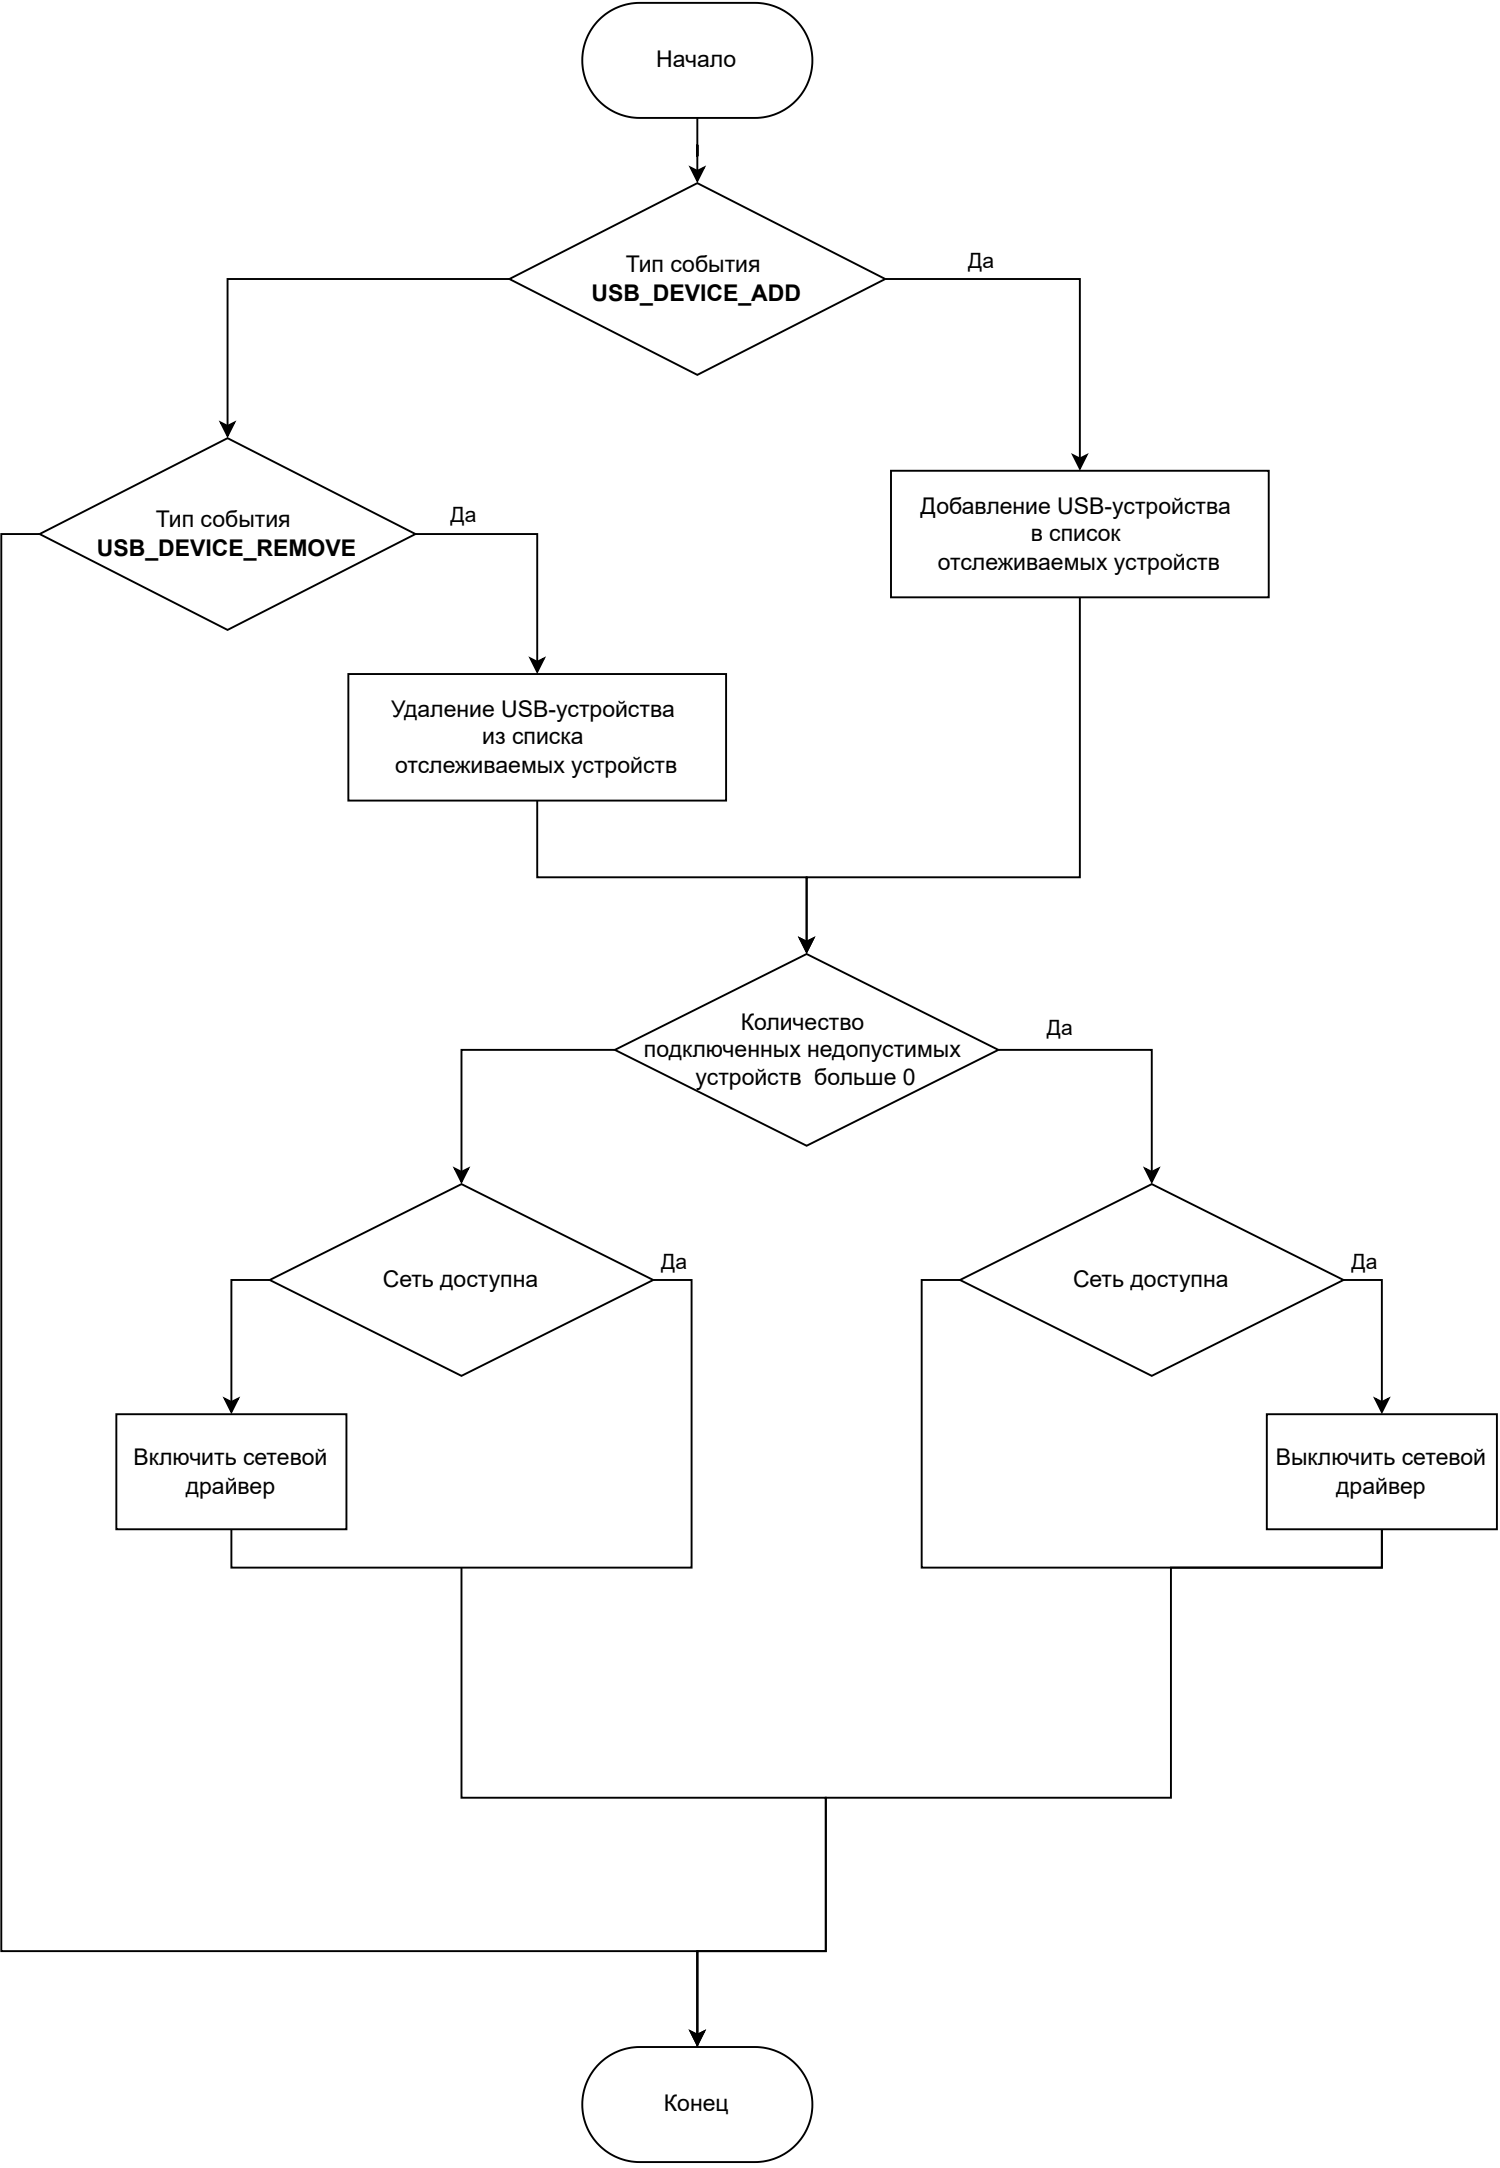 Начало
Тип события
USB_DEVICE_ADD
Да
Тип события
USB_DEVICE_REMOVE
Да
Добавление USB-устройства
в список
отслеживаемых устройств
Удаление USB-устройства
из списка
отслеживаемых устройств
Количество
подключенных недопустимых
устройств  больше 0
Да
Сеть доступна
Да
Сеть доступна
Да
Включить сетевой
драйвер
Выключить сетевой
драйвер
Конец